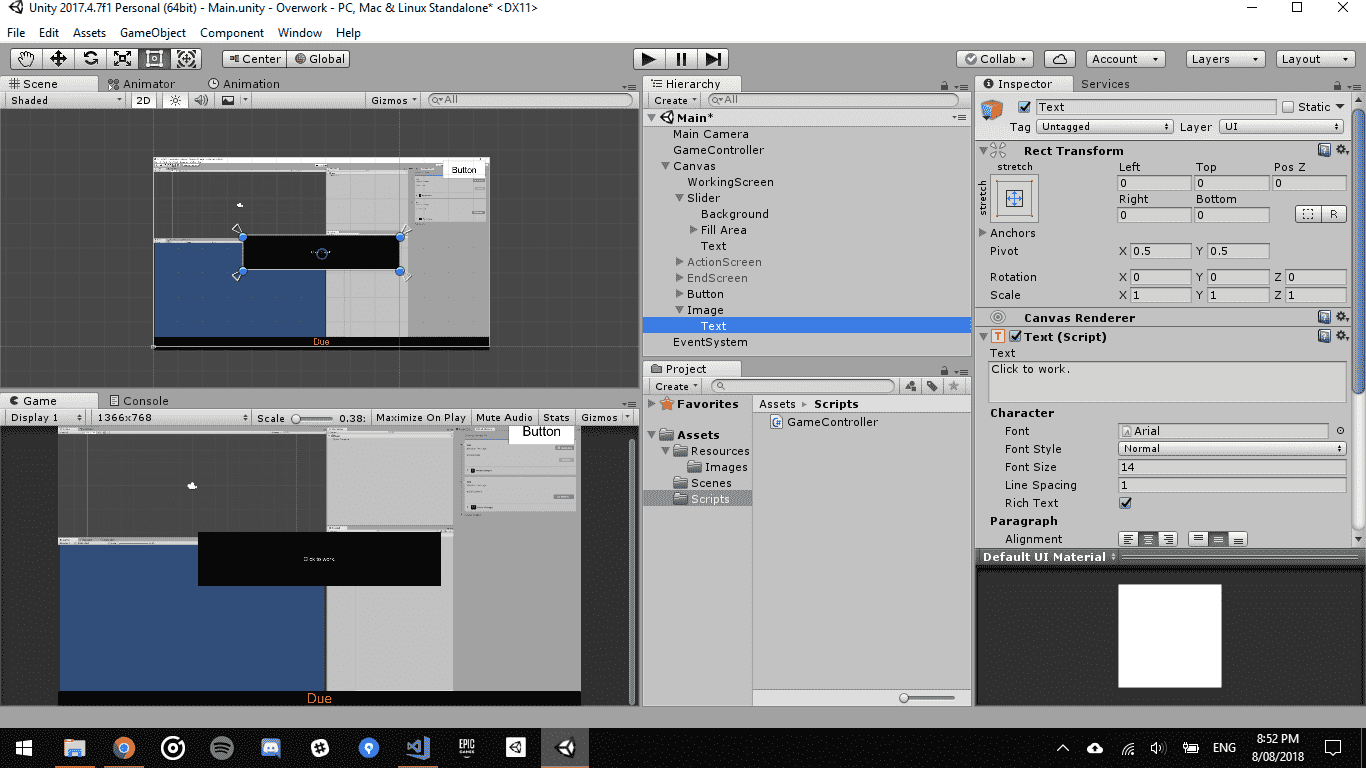 Unity 2017.4.7f1 Personal (64bit) - Main.unity - Overwork - PC, Mac & Linux Standalone* <DX11>
File Edit Assets GameObject Component Window Help
Center Global Collab Account Layers Layout
Scene Animator Animation
Shaded 2D Gizmos All
Button
Due
Game Console
Display 1 1366x768 Scale 0.38: Maximize On Play Mute Audio Stats Gizmos
Button
Click to work.
Due
Hierarchy
Create All
Main*
Main Camera
GameController
Canvas
WorkingScreen
Slider
Background
Fill Area
Text
ActionScreen
EndScreen
Button
Image
Text
EventSystem
Project
Create
Favorites
Assets
Resources
Images
Scenes
Scripts
Assets Scripts
GameController
Inspector Services
Text Static
Tag Untagged Layer UI
Rect Transform
stretch
stretch
Left Top Pos Z
0 0 0
Right Bottom
0 0 R
Anchors
Pivot X 0.5 Y 0.5
Rotation X 0 Y 0 Z 0
Scale X 1 Y 1 Z 1
Canvas Renderer
T Text (Script)
Text
Click to work.
Character
Font Arial
Font Style Normal
Font Size 14
Line Spacing 1
Rich Text
Paragraph
Alignment
Default UI Material
EPIC
GAMES
ENG
8:52 PM
8/08/2018